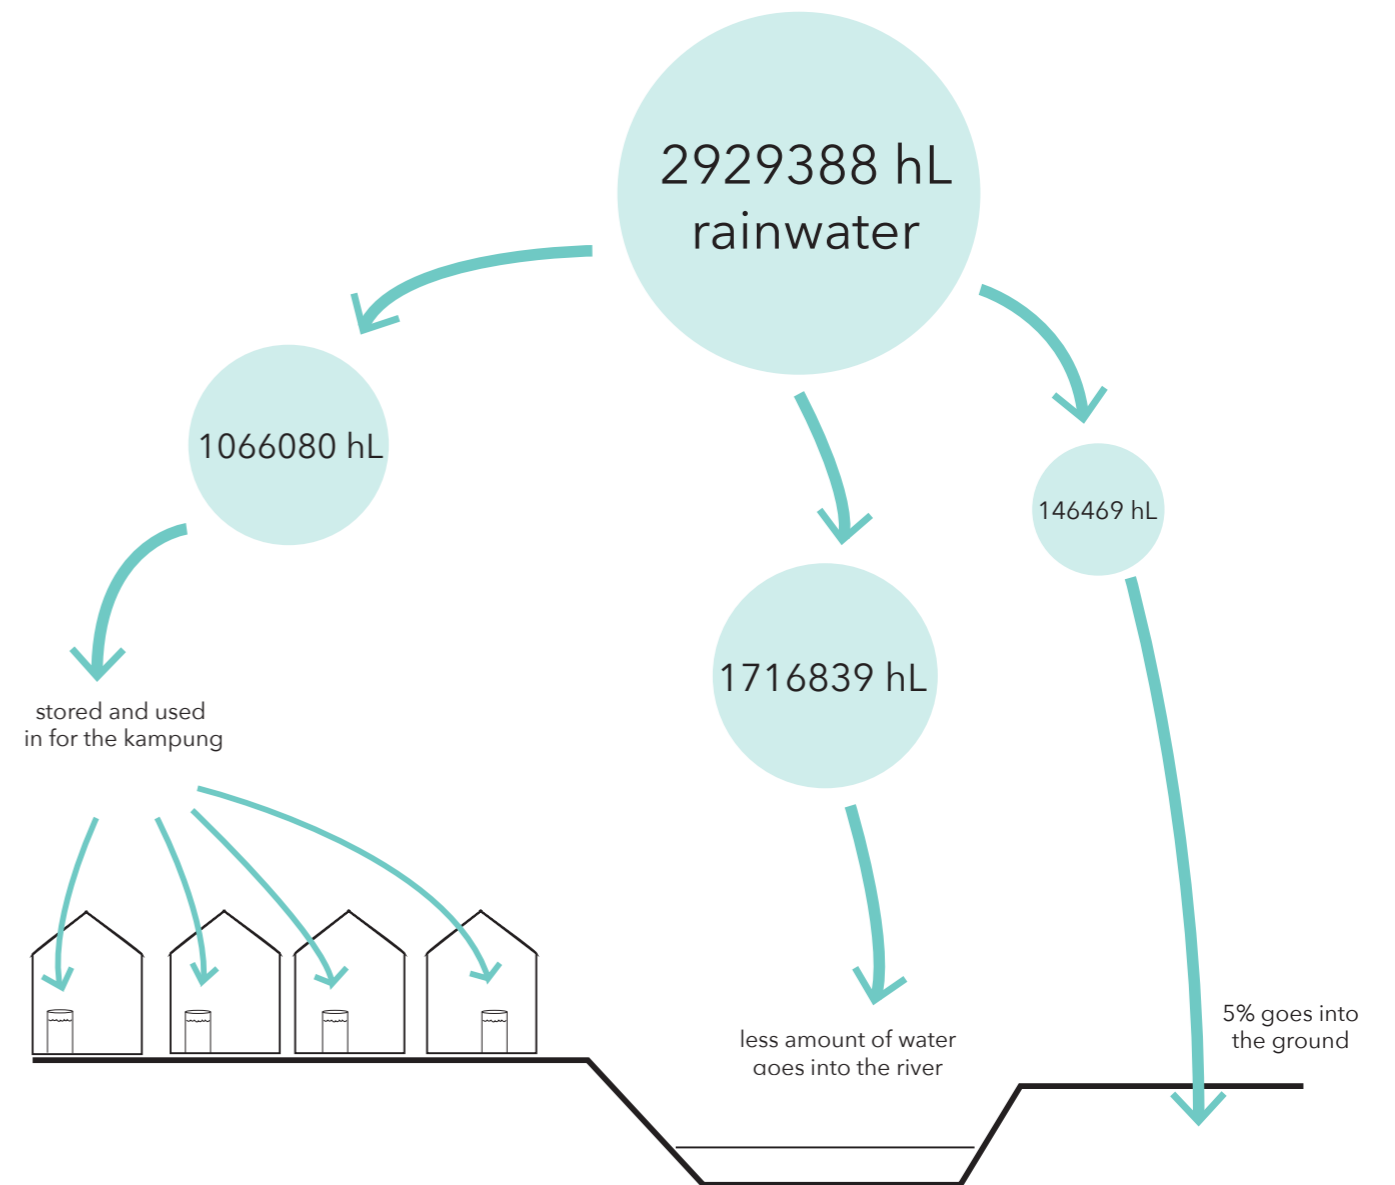 2929388 hL
rainwater
1066080 hL
146469 hL
1716839 hL
stored and used
in for the kampung
5% goes into
the ground
less amount of water
goes into the river